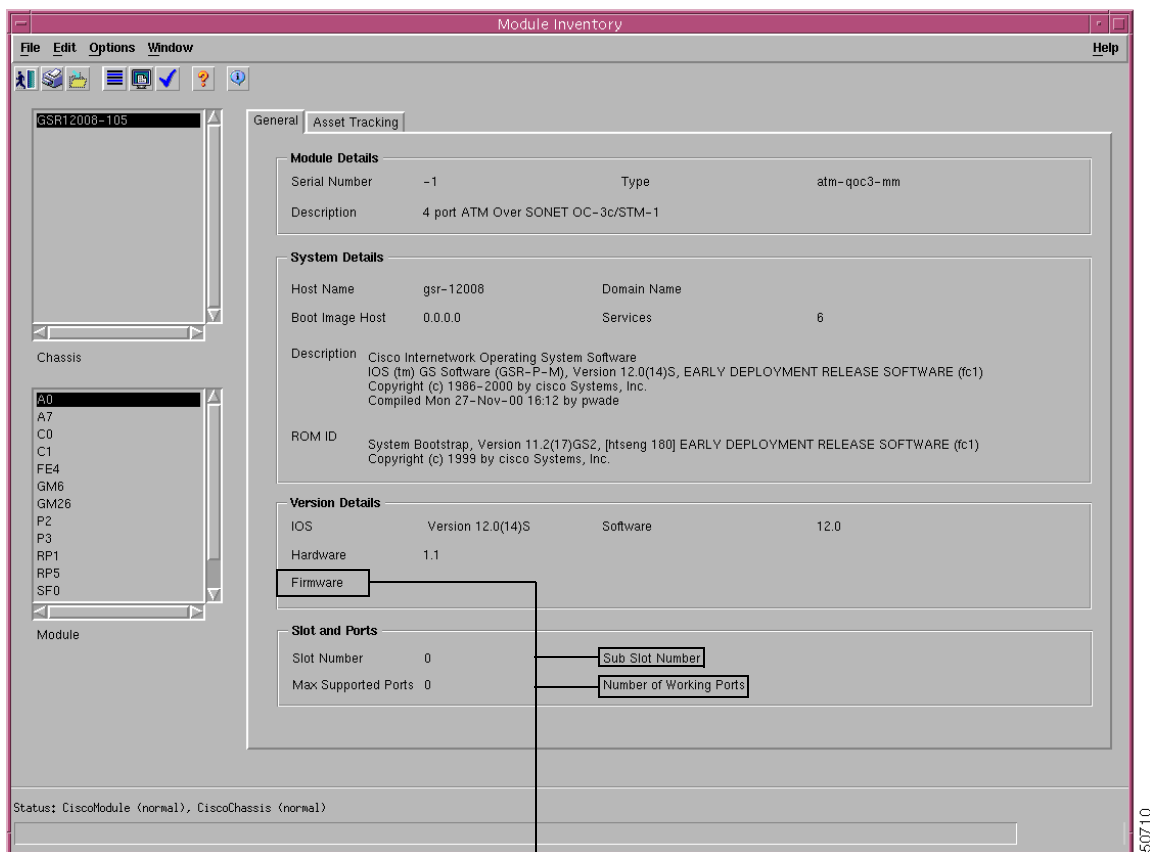 Module Inventory
File Edit Options Window Help
GSR12008-105
Chassis
A0
A7
C0
C1
FE4
GM6
GM26
P2
P3
RP1
RP5
SF0
Module
General Asset Tracking
Module Details
Serial Number -1 Type atm-qoc3-mm
Description 4 port ATM Over SONET OC-3c/STM-1
System Details
Host Name gsr-12008 Domain Name
Boot Image Host 0.0.0.0 Services 6
Description Cisco Internetwork Operating System Software
IOS (tm) GS Software (GSR-P-M), Version 12.0(14)S, EARLY DEPLOYMENT RELEASE SOFTWARE (fc1)
Copyright (c) 1986-2000 by cisco Systems, Inc.
Compiled Mon 27-Nov-00 16:12 by pwade
ROM ID System Bootstrap, Version 11.2(17)GS2, [htseng 180] EARLY DEPLOYMENT RELEASE SOFTWARE (fc1)
Copyright (c) 1999 by cisco Systems, Inc.
Version Details
IOS Version 12.0(14)S Software 12.0
Hardware 1.1
Firmware
Slot and Ports
Slot Number 0 Sub Slot Number
Max Supported Ports 0 Number of Working Ports
Status: CiscoModule (normal), CiscoChassis (normal)
50710